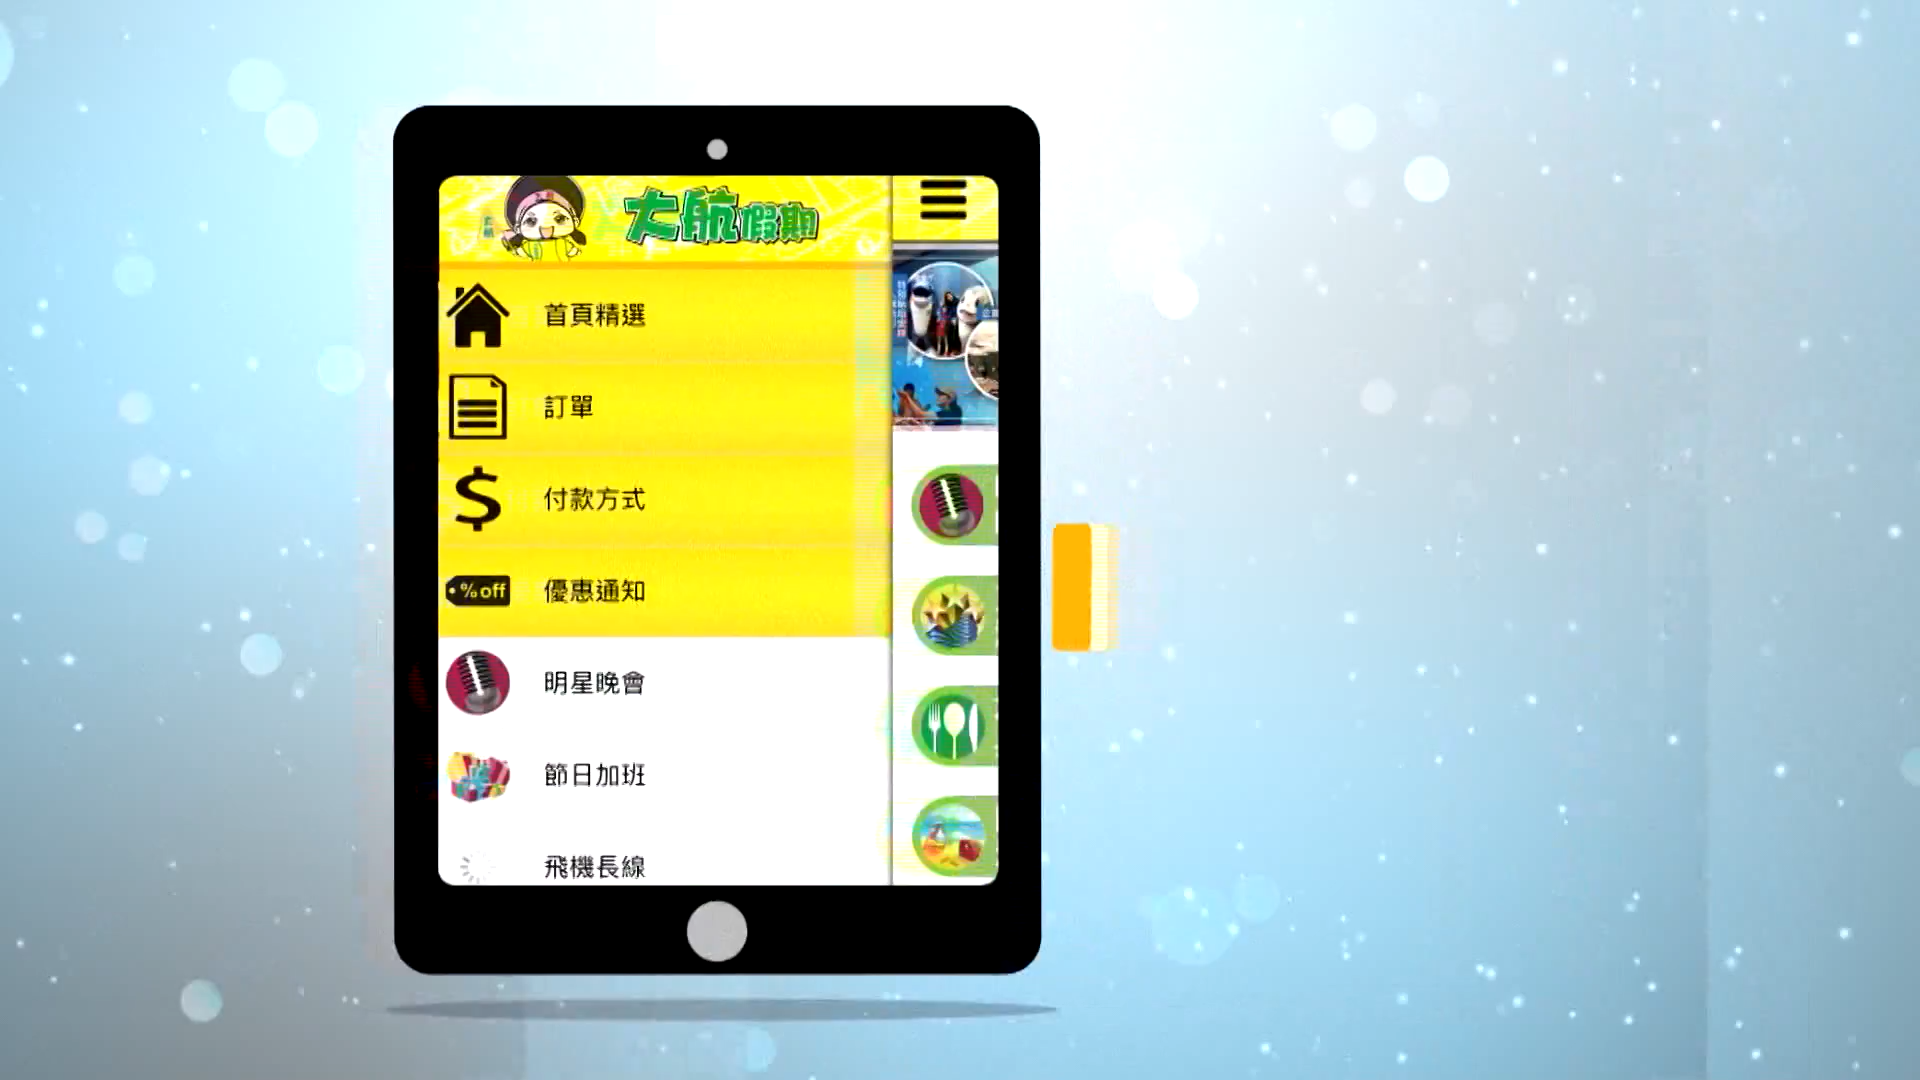 大航假期
首頁精選
訂單
付款方式
%off
優惠通知
明星晚會
節日加班
飛機長線